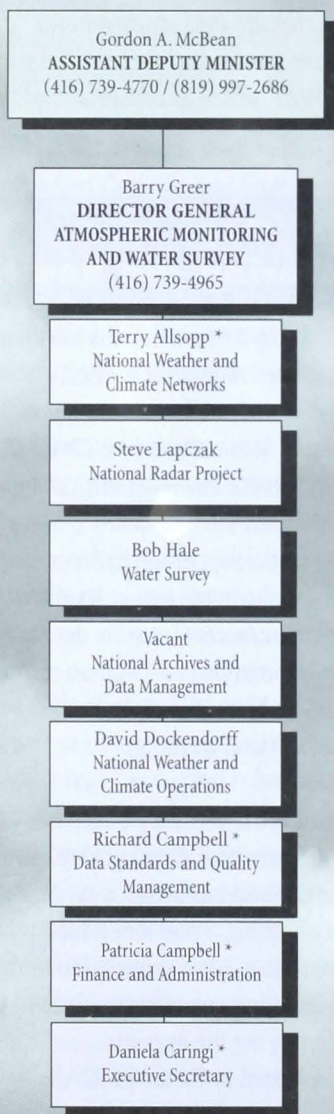 Gordon A. McBean
ASSISTANT DEPUTY MINISTER
(416) 739-4770 / (819) 997-2686
Barry Greer
DIRECTOR GENERAL
ATMOSPHERIC MONITORING
AND WATER SURVEY
(416) 739-4965
Terry Allsopp *
National Weather and
Climate Networks
Steve Lapczak
National Radar Project
Bob Hale
Water Survey
Vacant
National Archives and
Data Management
David Dockendorff
National Weather and
Climate Operations
Richard Campbell *
Data Standards and Quality
Management
Patricia Campbell *
Finance and Administration
Daniela Caringi *
Executive Secretary